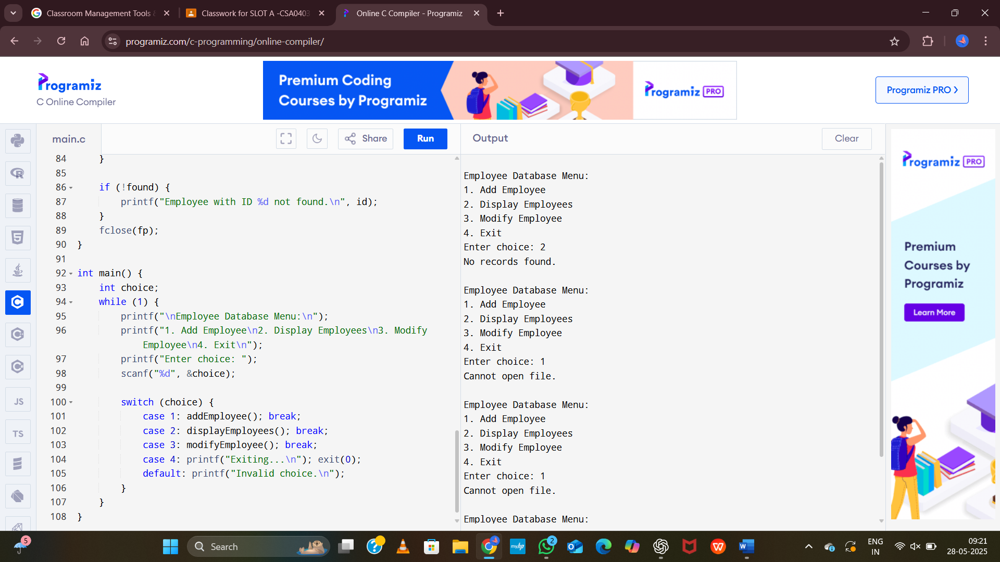 Classroom Management Tools &
Classwork for SLOT A -CSA0403
Online C Compiler - Programiz
programiz.com/c-programming/online-compiler/
Programiz
C Online Compiler
Premium Coding
Courses by Programiz
Programiz PRO
Programiz PRO
main.c
Share
Run
Output
Clear
84 }
85
86 if (!found) {
87 printf("Employee with ID %d not found.\n", id);
88 }
89 fclose(fp);
90 }
91
92 int main() {
93 int choice;
94 while (1) {
95 printf("\nEmployee Database Menu:\n");
96 printf("1. Add Employee\n2. Display Employees\n3. Modify
Employee\n4. Exit\n");
97 printf("Enter choice: ");
98 scanf("%d", &choice);
99
100 switch (choice) {
101 case 1: addEmployee(); break;
102 case 2: displayEmployees(); break;
103 case 3: modifyEmployee(); break;
104 case 4: printf("Exiting...\n"); exit(0);
105 default: printf("Invalid choice.\n");
106 }
107 }
108 }
Employee Database Menu:
1. Add Employee
2. Display Employees
3. Modify Employee
4. Exit
Enter choice: 2
No records found.
Employee Database Menu:
1. Add Employee
2. Display Employees
3. Modify Employee
4. Exit
Enter choice: 1
Cannot open file.
Employee Database Menu:
1. Add Employee
2. Display Employees
3. Modify Employee
4. Exit
Enter choice: 1
Cannot open file.
Employee Database Menu:
Programiz PRO
Premium
Courses by
Programiz
Learn More
JS
TS
5
Search
myhp
2
W
W
ENG
IN
09:21
28-05-2025